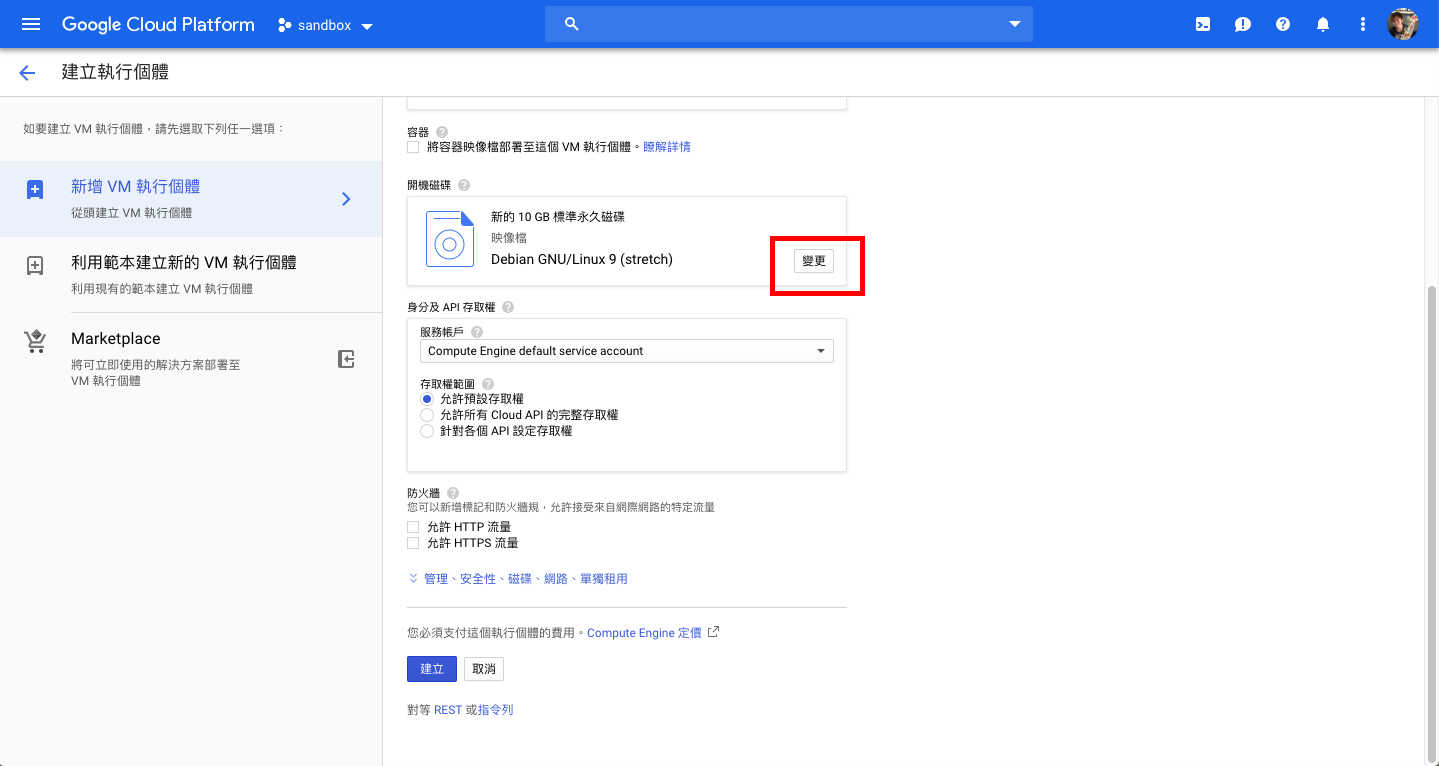 Google Cloud Platform
sandbox
建立執行個體
如要建立 VM 執行個體，請先選取下列任一選項：
新增 VM 執行個體
從頭建立 VM 執行個體
利用範本建立新的 VM 執行個體
利用現有的範本建立 VM 執行個體
Marketplace
將可立即使用的解決方案部署至
VM 執行個體
容器
將容器映像檔部署至這個 VM 執行個體。瞭解詳情
開機磁碟
新的 10 GB 標準永久磁碟
映像檔
Debian GNU/Linux 9 (stretch)
變更
身分及 API 存取權
服務帳戶
Compute Engine default service account
存取權範圍
允許預設存取權
允許所有 Cloud API 的完整存取權
針對各個 API 設定存取權
防火牆
您可以新增標記和防火牆規，允許接受來自網際網路的特定流量
允許 HTTP 流量
允許 HTTPS 流量
管理、安全性、磁碟、網路、單獨租用
您必須支付這個執行個體的費用。Compute Engine 定價
建立
取消
對等 REST 或指令列